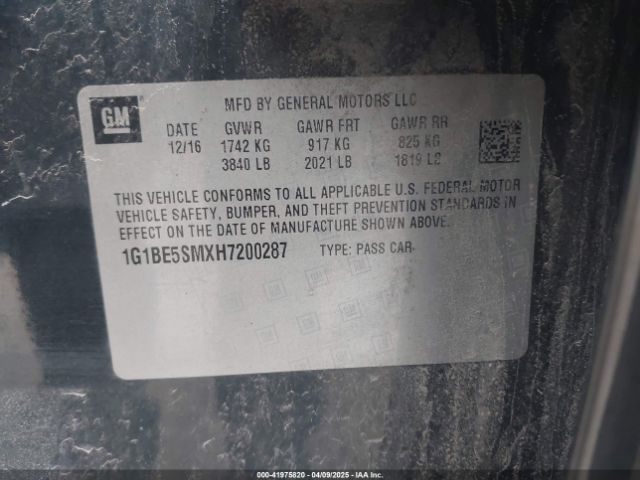 GM
MFD BY GENERAL MOTORS LLC
DATE GVWR GAWR FRT GAWR RR
12/16 1742 KG 917 KG 825 KG
3840 LB 2021 LB 1819 LB
THIS VEHICLE CONFORMS TO ALL APPLICABLE U.S. FEDERAL MOTOR
VEHICLE SAFETY, BUMPER, AND THEFT PREVENTION STANDARDS IN
EFFECT ON THE DATE OF MANUFACTURE SHOWN ABOVE.
1G1BE5SMXH7200287 TYPE: PASS CAR
000-41975820 - 04/09/2025 - IAA Inc.